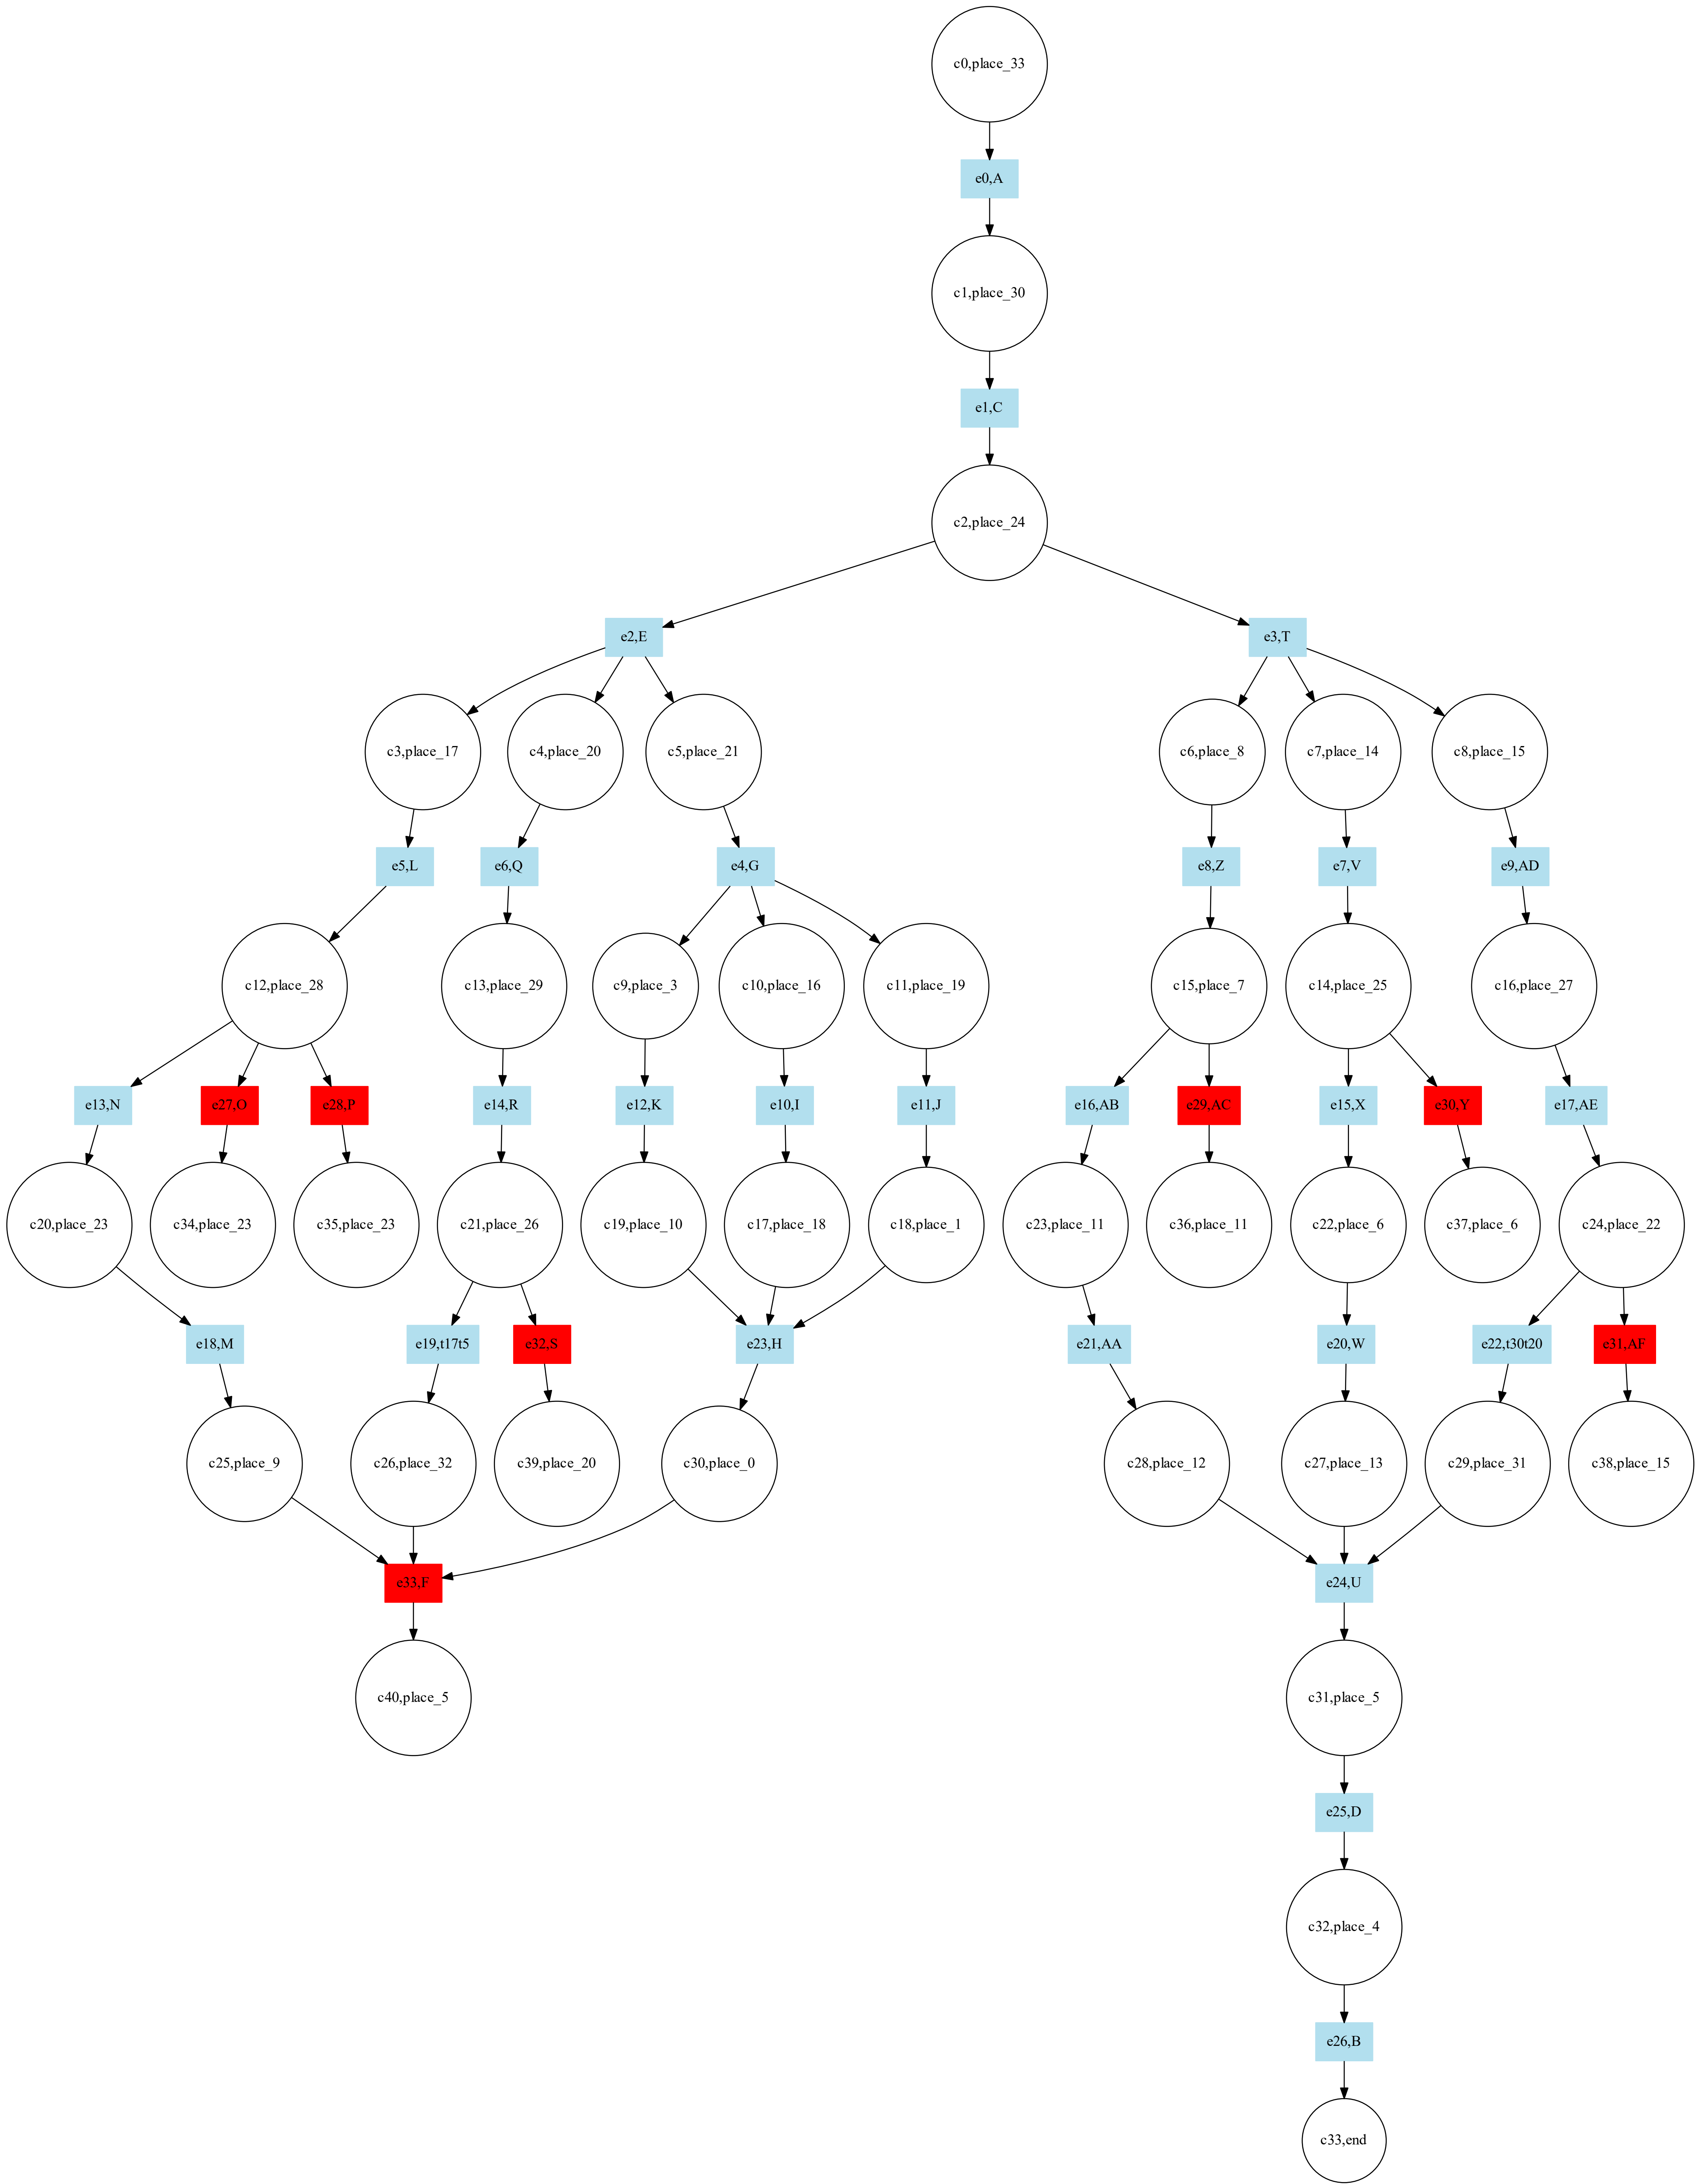 c0,place_33
e0,A
c1,place_30
e1,C
c2,place_24
e2,E
e3,T
c3,place_17
c4,place_20
c5,place_21
c6,place_8
c7,place_14
c8,place_15
e5,L
e6,Q
e4,G
e8,Z
e7,V
e9,AD
c12,place_28
c13,place_29
c9,place_3
c10,place_16
c11,place_19
c15,place_7
c14,place_25
c16,place_27
e13,N
e27,O
e28,P
e14,R
e12,K
e10,I
e11,J
e16,AB
e29,AC
e15,X
e30,Y
e17,AE
c20,place_23
c34,place_23
c35,place_23
c21,place_26
c19,place_10
c17,place_18
c18,place_1
c23,place_11
c36,place_11
c22,place_6
c37,place_6
c24,place_22
e18,M
e19,t17t5
e32,S
e23,H
e21,AA
e20,W
e22,t30t20
e31,AF
c25,place_9
c26,place_32
c39,place_20
c30,place_0
c28,place_12
c27,place_13
c29,place_31
c38,place_15
e33,F
e24,U
c40,place_5
c31,place_5
e25,D
c32,place_4
e26,B
c33,end